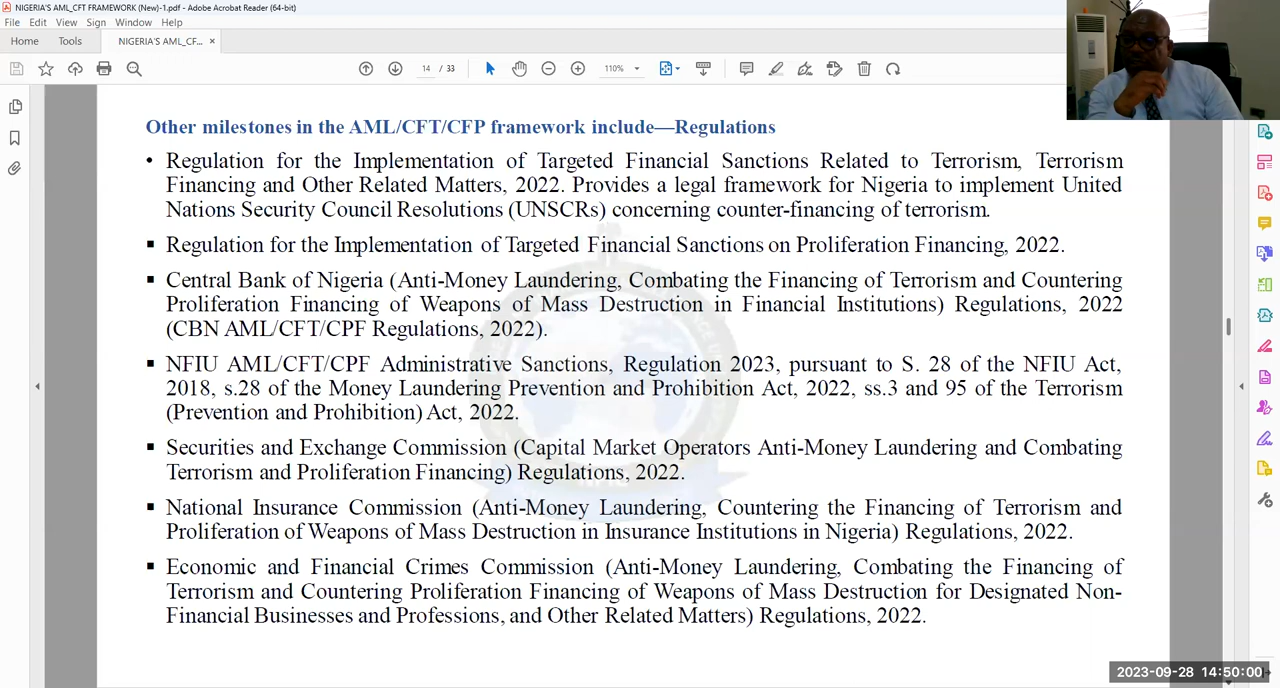 NIGERIA'S AML_CFT FRAMEWORK (New)-1.pdf - Adobe Acrobat Reader (64-bit)
File Edit View Sign Window Help
Home Tools NIGERIA'S AML_CF... ×
14 / 33 110%
Other milestones in the AML/CFT/CFP framework include—Regulations
• Regulation for the Implementation of Targeted Financial Sanctions Related to Terrorism, Terrorism
Financing and Other Related Matters, 2022. Provides a legal framework for Nigeria to implement United
Nations Security Council Resolutions (UNSCRs) concerning counter-financing of terrorism.
▪ Regulation for the Implementation of Targeted Financial Sanctions on Proliferation Financing, 2022.
▪ Central Bank of Nigeria (Anti-Money Laundering, Combating the Financing of Terrorism and Countering
Proliferation Financing of Weapons of Mass Destruction in Financial Institutions) Regulations, 2022
(CBN AML/CFT/CPF Regulations, 2022).
▪ NFIU AML/CFT/CPF Administrative Sanctions, Regulation 2023, pursuant to S. 28 of the NFIU Act,
2018, s.28 of the Money Laundering Prevention and Prohibition Act, 2022, ss.3 and 95 of the Terrorism
(Prevention and Prohibition) Act, 2022.
▪ Securities and Exchange Commission (Capital Market Operators Anti-Money Laundering and Combating
Terrorism and Proliferation Financing) Regulations, 2022.
▪ National Insurance Commission (Anti-Money Laundering, Countering the Financing of Terrorism and
Proliferation of Weapons of Mass Destruction in Insurance Institutions in Nigeria) Regulations, 2022.
▪ Economic and Financial Crimes Commission (Anti-Money Laundering, Combating the Financing of
Terrorism and Countering Proliferation Financing of Weapons of Mass Destruction for Designated Non-
Financial Businesses and Professions, and Other Related Matters) Regulations, 2022.
2023-09-28 14:50:00